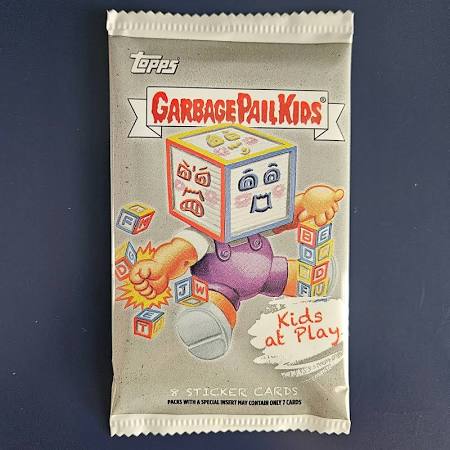 Topps
GARBAGE PAIL KIDS®
F
K
D
G
E
T
J W
B
B
D
D
U
F
Kids
at Play
8 STICKER CARDS
PACKS WITH A SPECIAL INSERT MAY CONTAIN ONLY 7 CARDS